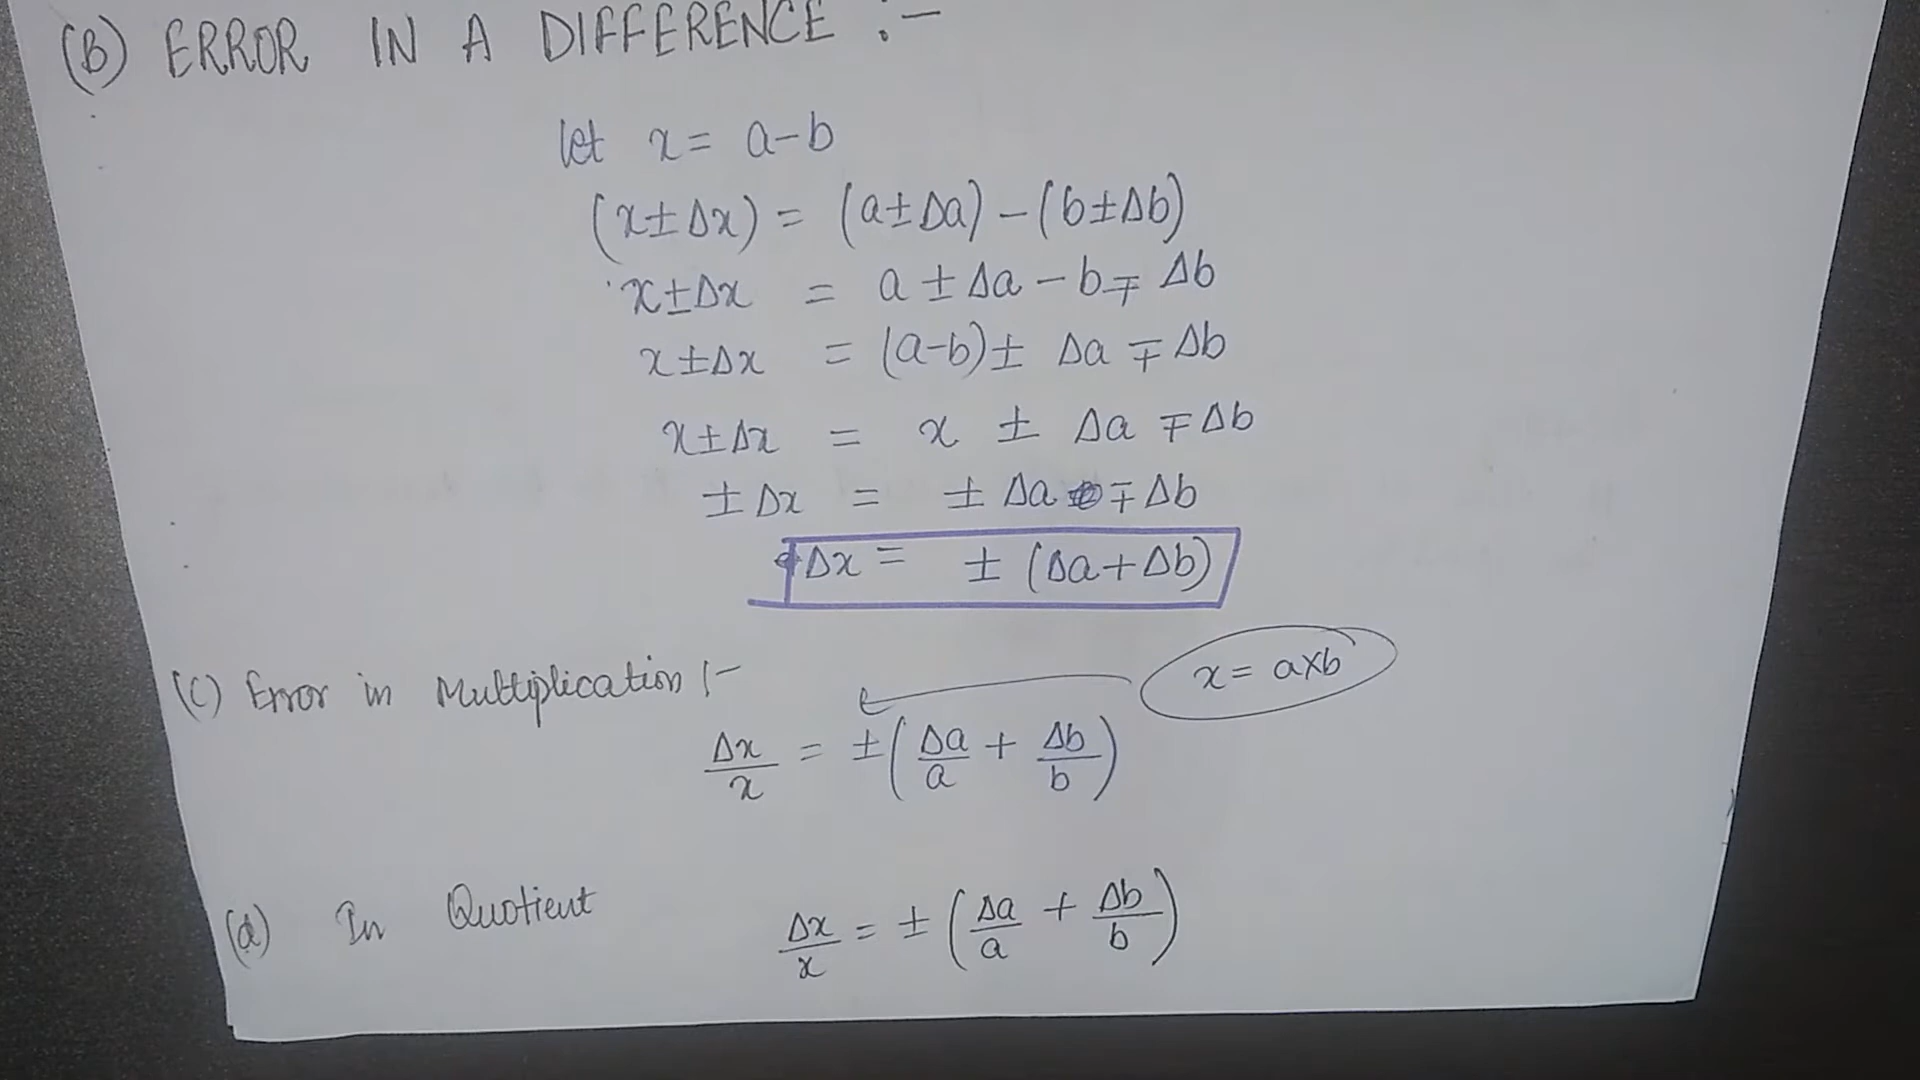 (B) ERROR IN A DIFFERENCE :-
let x = a-b
(x±Δx) = (a±Δa) - (b±Δb)
x±Δx = a ± Δa - b ∓ Δb
x±Δx = (a-b) ± Δa ∓ Δb
x±Δx = x ± Δa ∓ Δb
± Δx = ± Δa ∓ Δb
Δx = ± (Δa+Δb)
(C) Error in Multiplication :- x = a×b
Δx/x = ±(Δa/a + Δb/b)
(d) In Quotient Δx/x = ± (Δa/a + Δb/b)